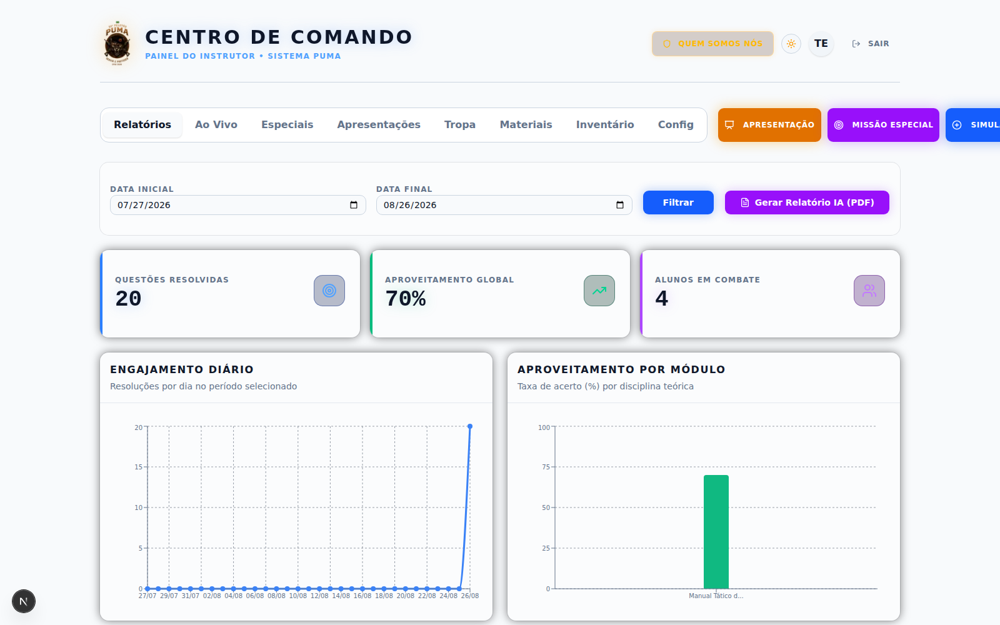 PUMA
CENTRO DE COMANDO
PAINEL DO INSTRUTOR • SISTEMA PUMA
QUEM SOMOS NÓS
TE
SAIR
Relatórios
Ao Vivo
Especiais
Apresentações
Tropa
Materiais
Inventário
Config
APRESENTAÇÃO
MISSÃO ESPECIAL
SIMUL
DATA INICIAL
07/27/2026
DATA FINAL
08/26/2026
Filtrar
Gerar Relatório IA (PDF)
QUESTÕES RESOLVIDAS
20
APROVEITAMENTO GLOBAL
70%
ALUNOS EM COMBATE
4
ENGAJAMENTO DIÁRIO
Resoluções por dia no período selecionado
20
15
10
5
0
27/07 29/07 31/07 02/08 04/08 06/08 08/08 10/08 12/08 14/08 16/08 18/08 20/08 22/08 24/08 26/08
APROVEITAMENTO POR MÓDULO
Taxa de acerto (%) por disciplina teórica
100
75
50
25
0
Manual Tático d...
N